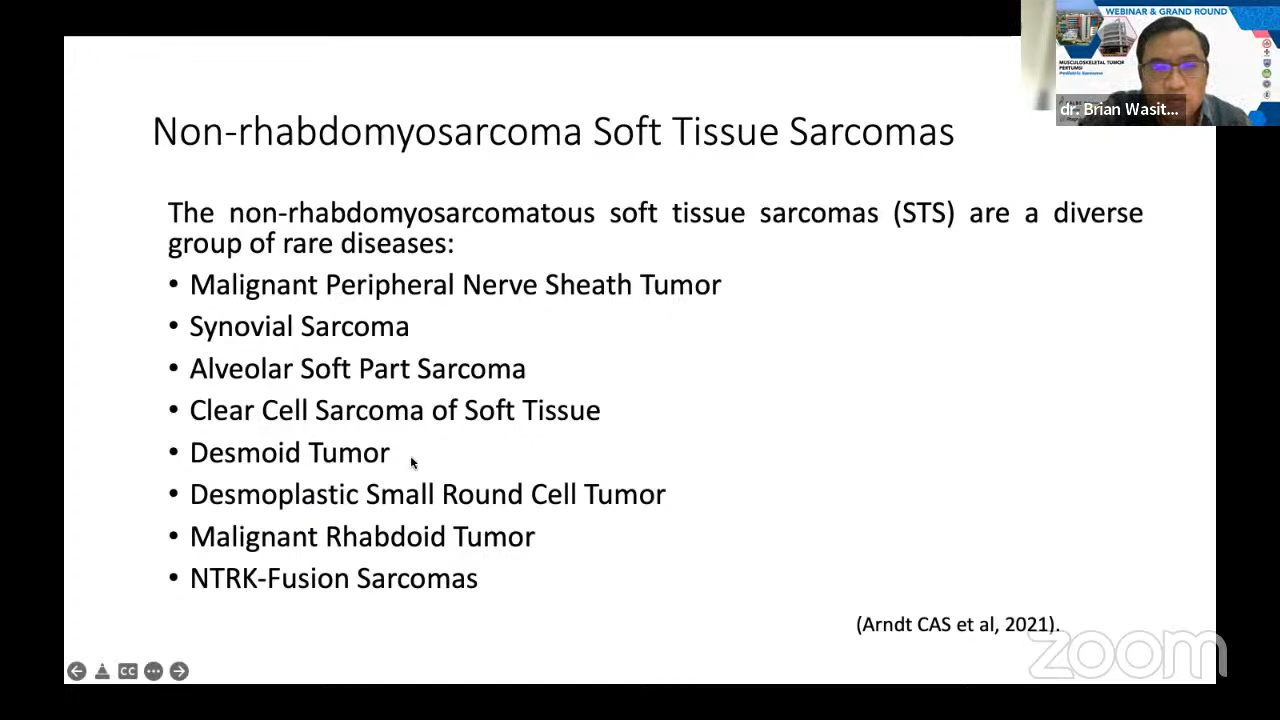 WEBINAR & GRAND ROUND
MUSCULOSKELETAL TUMOR
PERTUMSI
Pediatric Sarcoma
dr. Brian Wasit...
Non-rhabdomyosarcoma Soft Tissue Sarcomas
The non-rhabdomyosarcomatous soft tissue sarcomas (STS) are a diverse
group of rare diseases:
• Malignant Peripheral Nerve Sheath Tumor
• Synovial Sarcoma
• Alveolar Soft Part Sarcoma
• Clear Cell Sarcoma of Soft Tissue
• Desmoid Tumor
• Desmoplastic Small Round Cell Tumor
• Malignant Rhabdoid Tumor
• NTRK-Fusion Sarcomas
(Arndt CAS et al, 2021).
CC
zoom